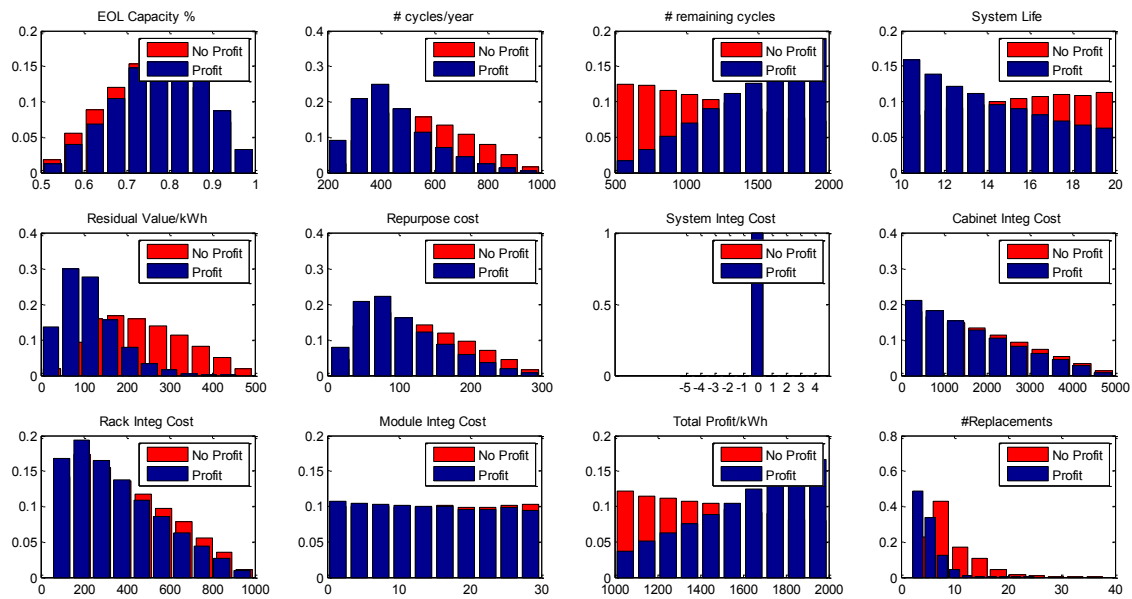 EOL Capacity %
# cycles/year
# remaining cycles
System Life
0.2
0.15
0.1
0.05
0
0.5 0.6 0.7 0.8 0.9 1
No Profit
Profit
0.4
0.3
0.2
0.1
0
200 400 600 800 1000
No Profit
Profit
0.2
0.15
0.1
0.05
0
500 1000 1500 2000
No Profit
Profit
0.2
0.15
0.1
0.05
0
10 12 14 16 18 20
No Profit
Profit
Residual Value/kWh
Repurpose cost
System Integ Cost
Cabinet Integ Cost
0.4
0.3
0.2
0.1
0
0 100 200 300 400 500
No Profit
Profit
0.4
0.3
0.2
0.1
0
0 100 200 300
No Profit
Profit
1
0.5
0
-5 -4 -3 -2 -1 0 1 2 3 4
No Profit
Profit
0.4
0.3
0.2
0.1
0
0 1000 2000 3000 4000 5000
No Profit
Profit
Rack Integ Cost
Module Integ Cost
Total Profit/kWh
#Replacements
0.2
0.15
0.1
0.05
0
0 200 400 600 800 1000
No Profit
Profit
0.2
0.15
0.1
0.05
0
0 10 20 30
No Profit
Profit
0.2
0.15
0.1
0.05
0
1000 1200 1400 1600 1800 2000
No Profit
Profit
0.8
0.6
0.4
0.2
0
0 10 20 30 40
No Profit
Profit